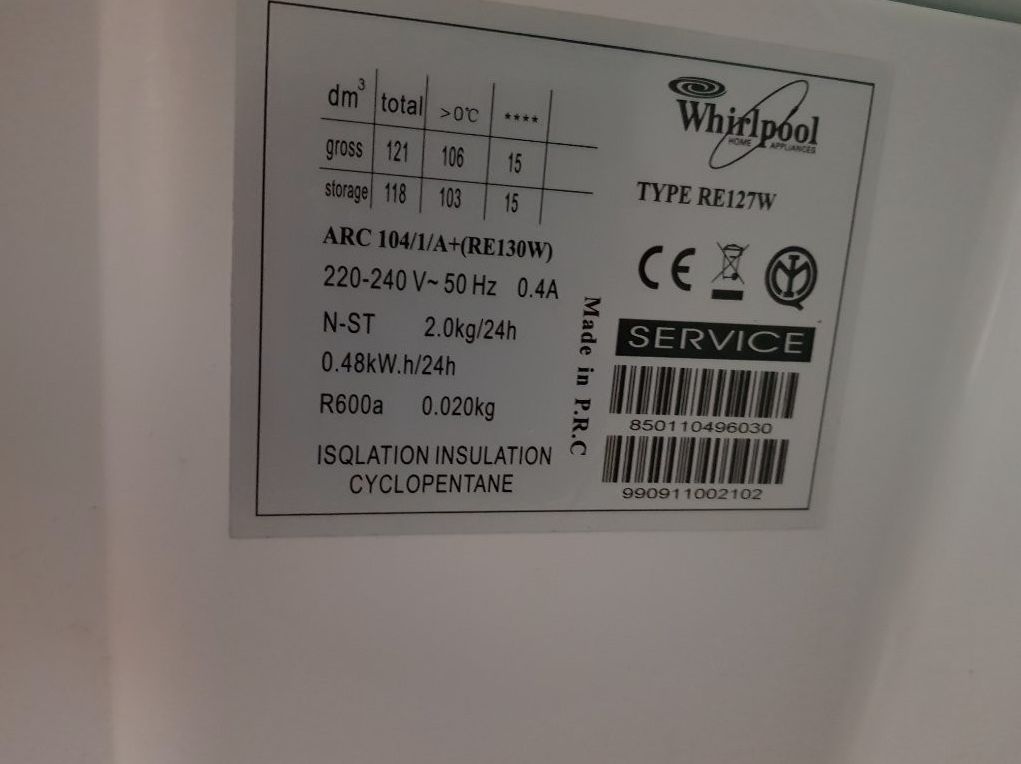 dm³ total >0℃ ****
gross 121 106 15
storage 118 103 15
ARC 104/1/A+(RE130W)
220-240 V~ 50 Hz 0.4A
N-ST 2.0kg/24h
0.48kW.h/24h
R600a 0.020kg
ISQLATION INSULATION
CYCLOPENTANE
Made in P.R.C
Whirlpool
HOME APPLIANCES
TYPE RE127W
CE
SERVICE
850110496030
990911002102